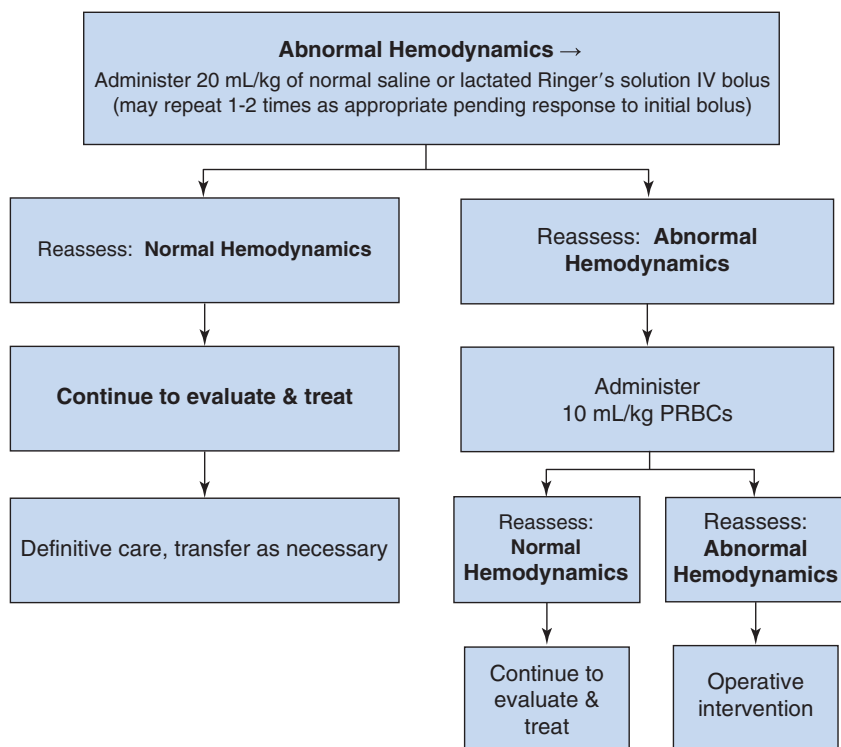 Abnormal Hemodynamics →
Administer 20 mL/kg of normal saline or lactated Ringer′s solution IV bolus
(may repeat 1-2 times as appropriate pending response to initial bolus)
Reassess: Normal Hemodynamics
Reassess: Abnormal
Hemodynamics
Continue to evaluate & treat
Administer
10 mL/kg PRBCs
Definitive care, transfer as necessary
Reassess:
Normal
Hemodynamics
Reassess:
Abnormal
Hemodynamics
Continue to
evaluate &
treat
Operative
intervention